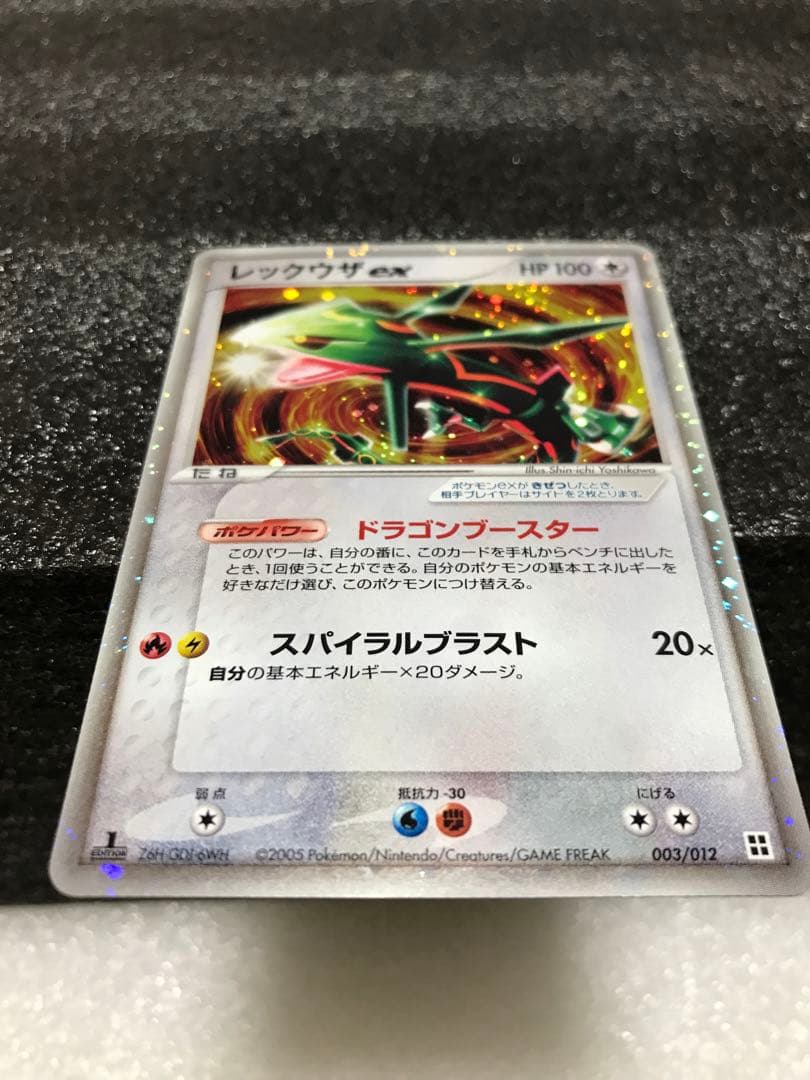 レックウザex HP 100
たね
Illus. Shin-ichi Yoshikawa
ポケモンexがきぜつしたとき、
相手プレイヤーはサイドを2枚とります。
ポケパワー ドラゴンブースター
このパワーは、自分の番に、このカードを手札からベンチに出した
とき、1回使うことができる。自分のポケモンの基本エネルギーを
好きなだけ選び、このポケモンにつけ替える。
スパイラルブラスト 20×
自分の基本エネルギー×20ダメージ。
弱点 抵抗力 -30 にげる
1 EDITION ©2005 Pokémon/Nintendo/Creatures/GAME FREAK 003/012